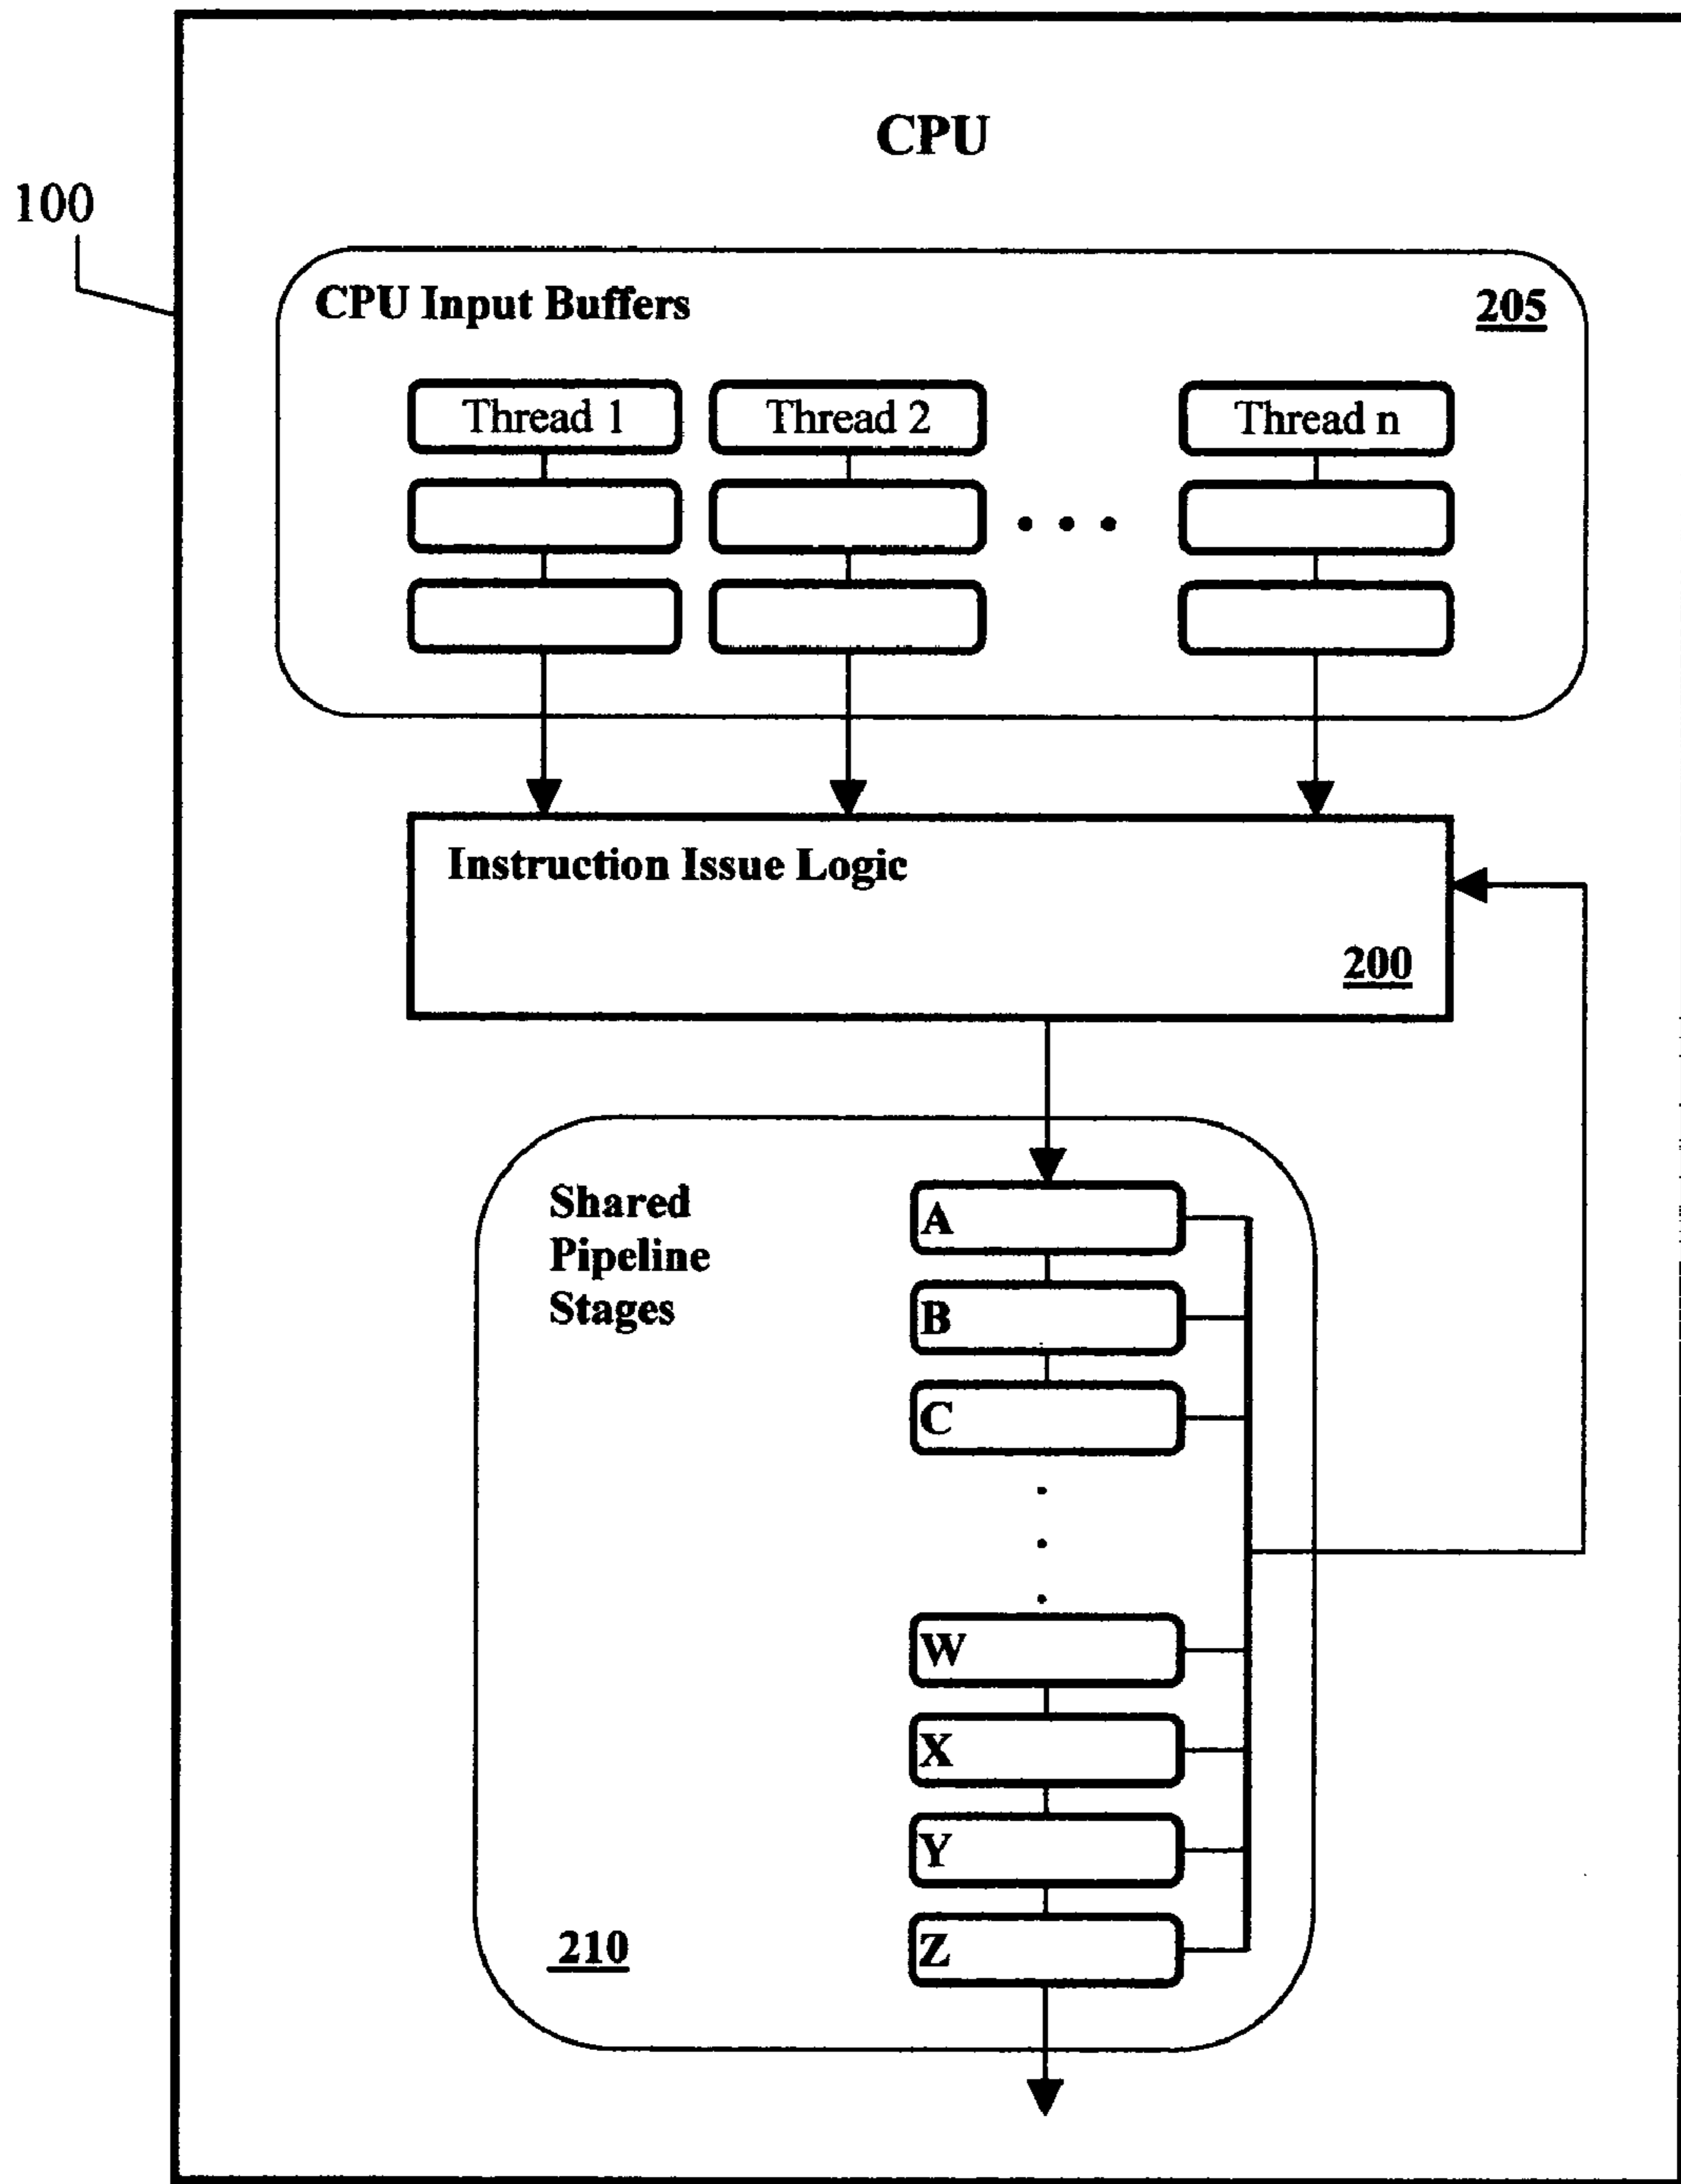 CPU
100
CPU Input Buffers
205
Thread 1
Thread 2
. . .
Thread n
Instruction Issue Logic
200
Shared
Pipeline
Stages
A
B
C
.
.
.
W
X
Y
Z
210